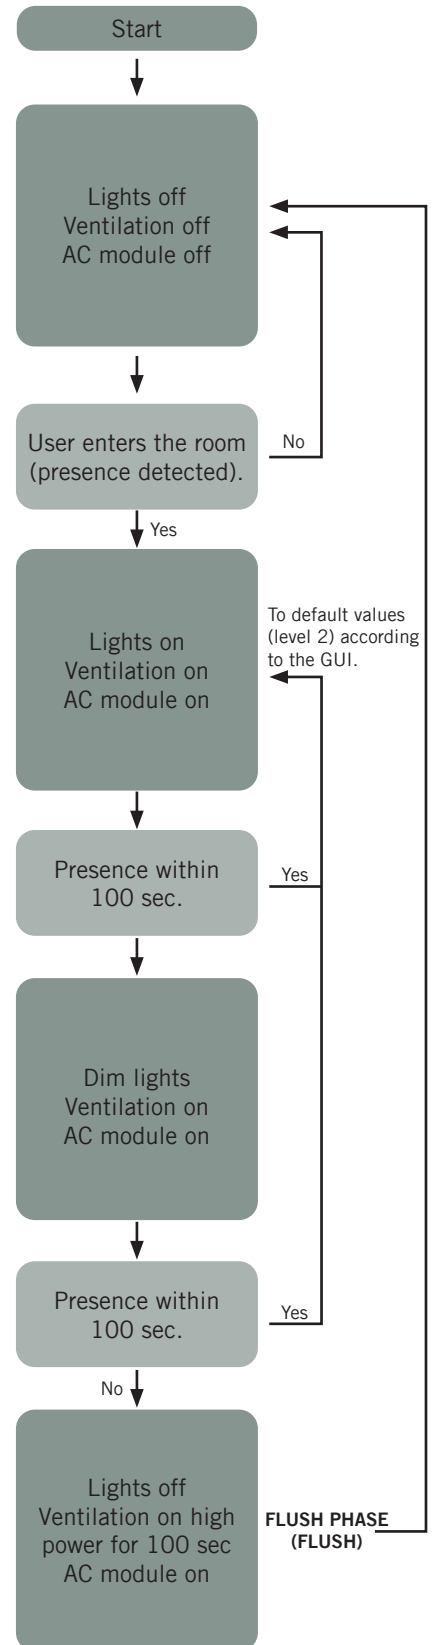 Start
Lights off
Ventilation off
AC module off
User enters the room
(presence detected).
No
Yes
Lights on
Ventilation on
AC module on
To default values
(level 2) according
to the GUI.
Presence within
100 sec.
Yes
Dim lights
Ventilation on
AC module on
Presence within
100 sec.
Yes
No
Lights off
Ventilation on high
power for 100 sec
AC module on
FLUSH PHASE
(FLUSH)